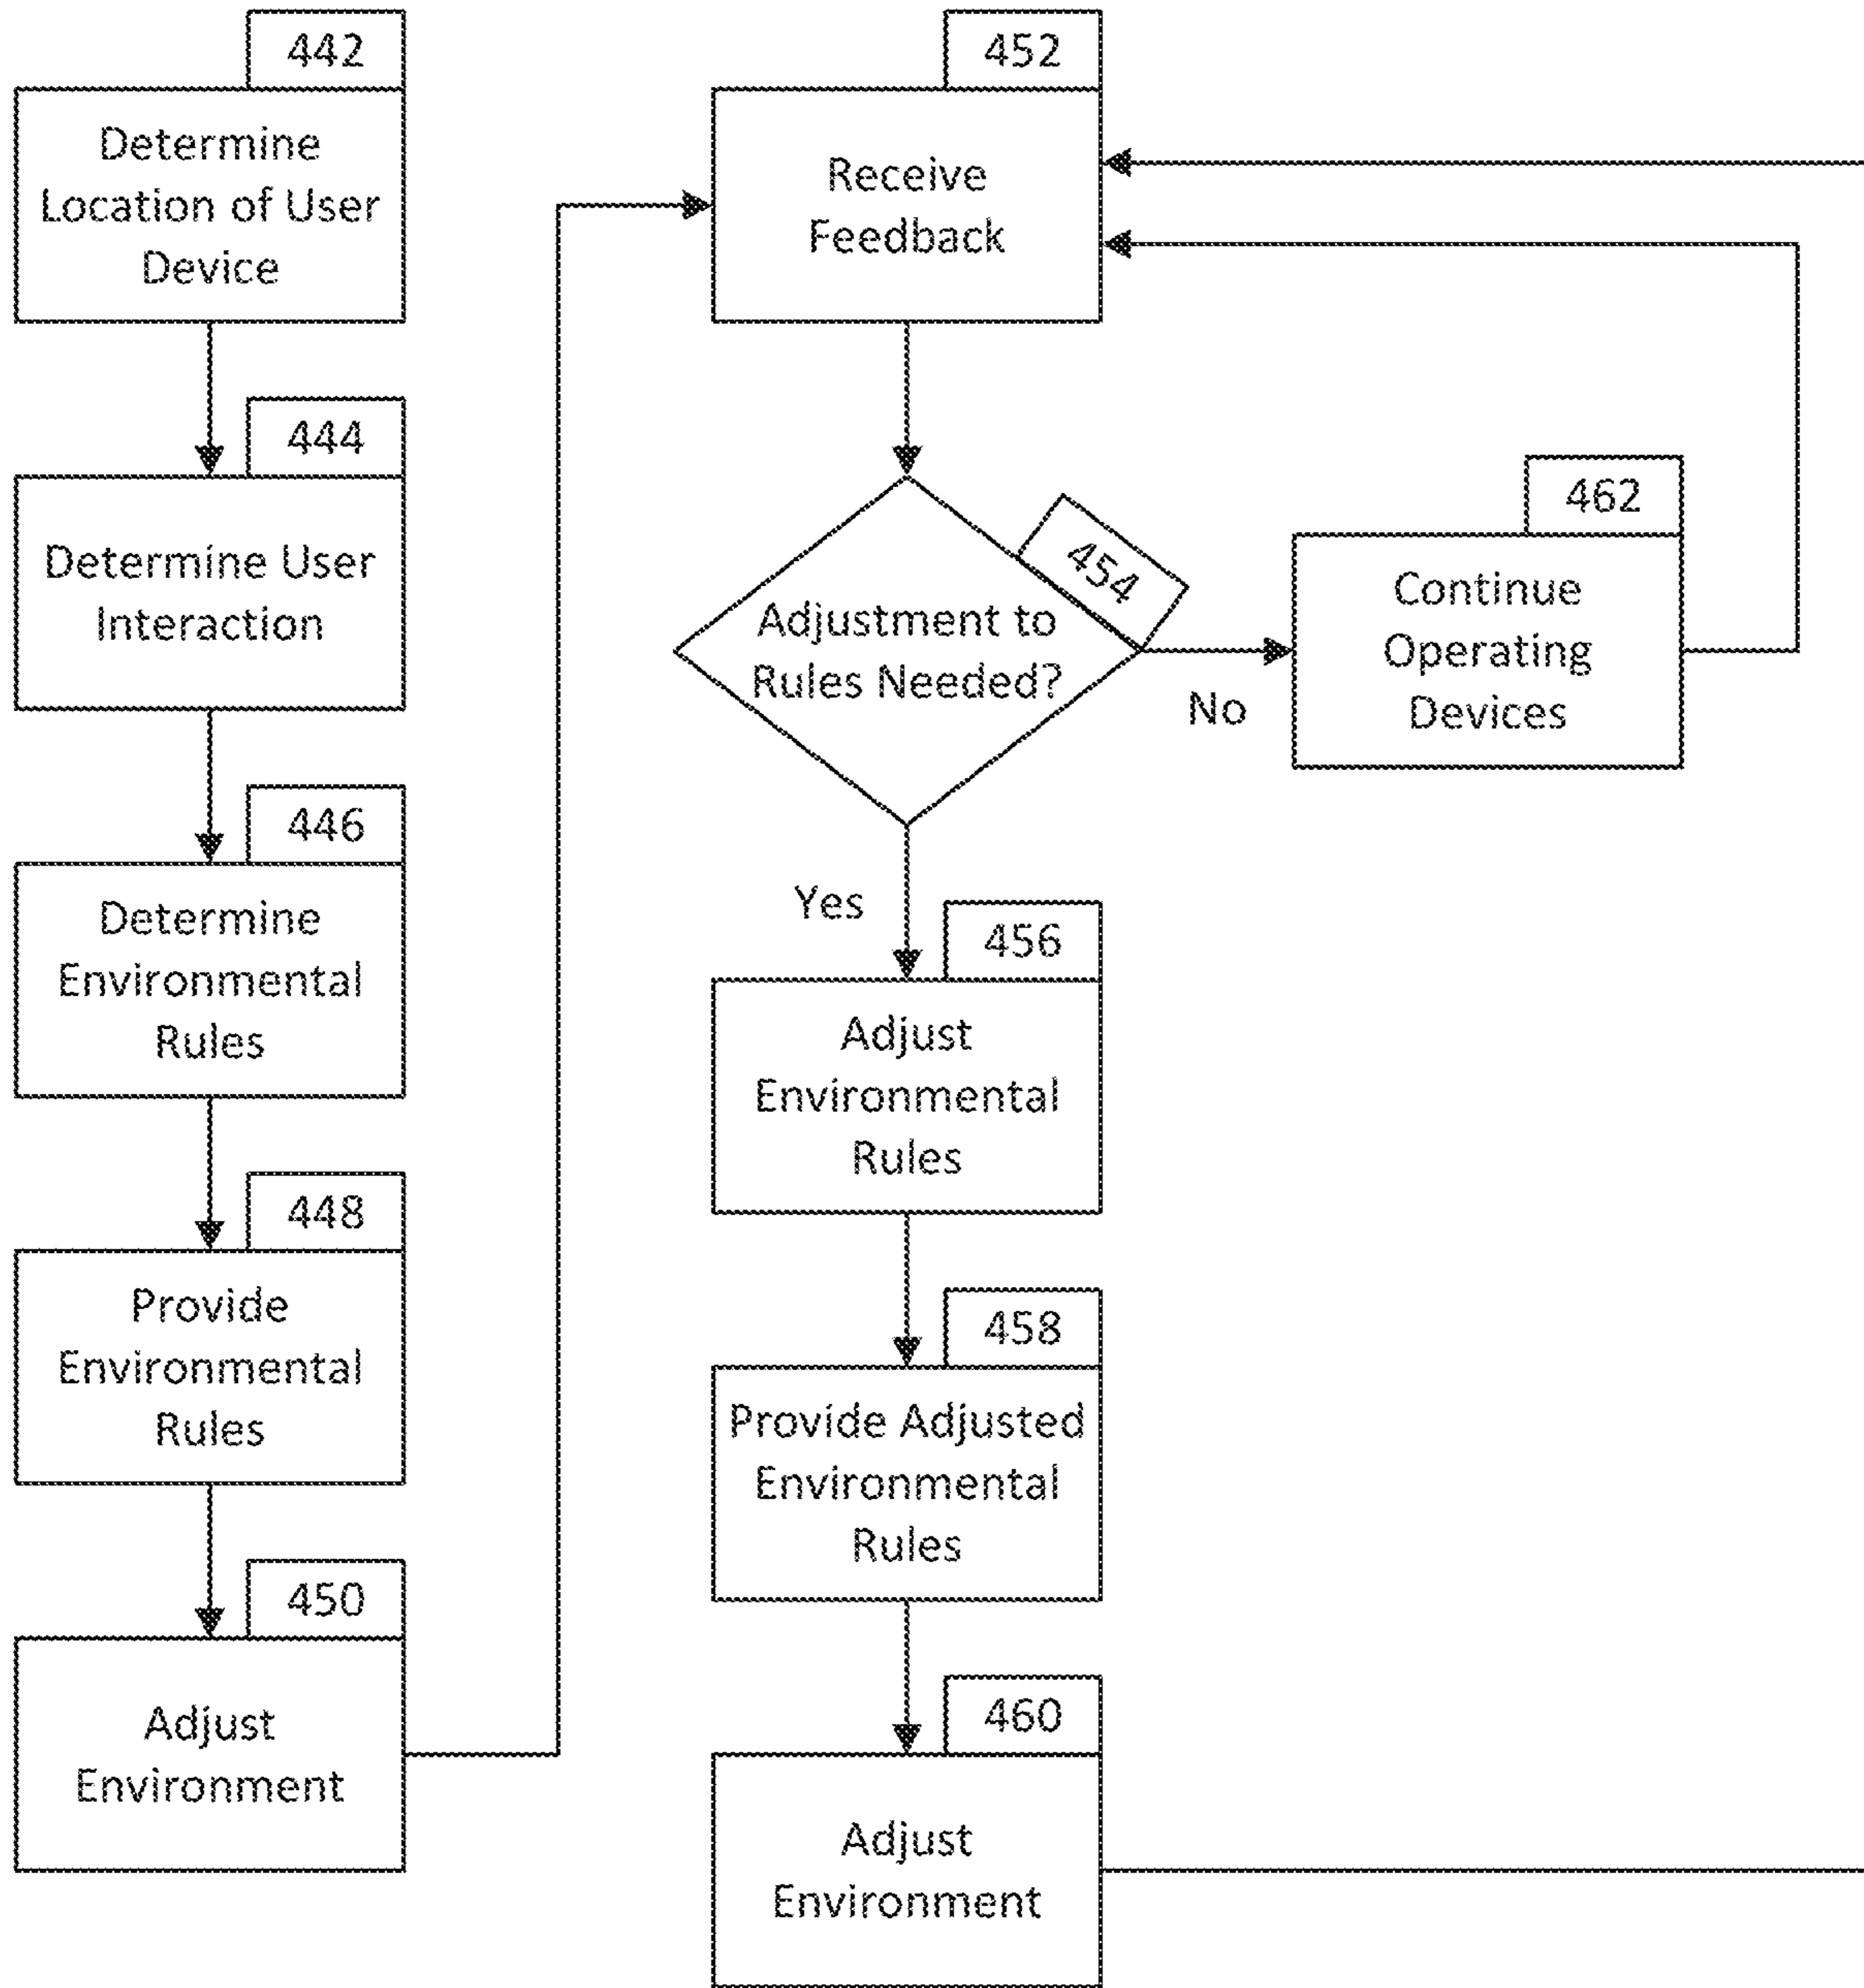 442
Determine
Location of User
Device
444
Determine User
Interaction
446
Determine
Environmental
Rules
448
Provide
Environmental
Rules
450
Adjust
Environment
452
Receive
Feedback
454
Adjustment to
Rules Needed?
No
462
Continue
Operating
Devices
Yes
456
Adjust
Environmental
Rules
458
Provide Adjusted
Environmental
Rules
460
Adjust
Environment